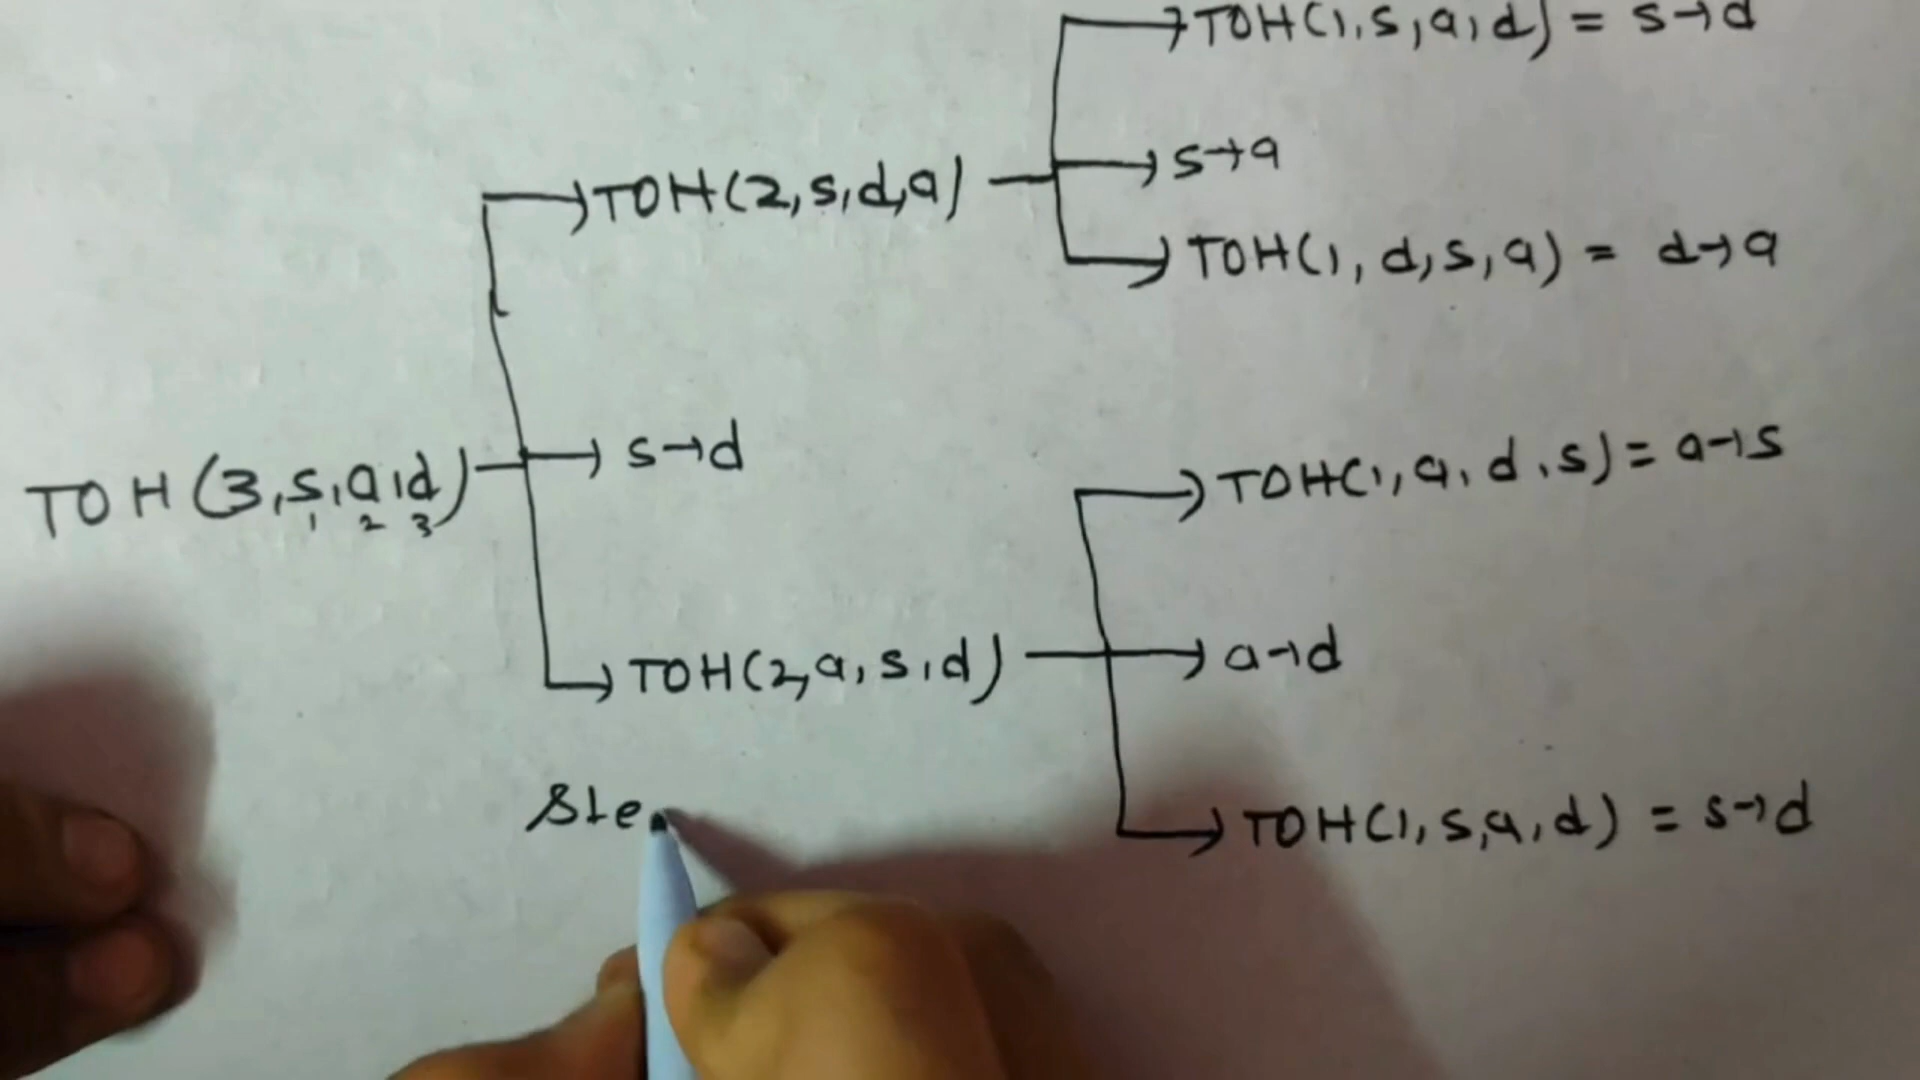 TOH(1,s,a,d) = s→d
TOH(2,s,d,a)
s→a
TOH(1,d,s,a) = d→a
TOH(3,s,a,d)
1 2 3
s→d
TOH(1,a,d,s) = a→s
TOH(2,a,s,d)
a→d
TOH(1,s,a,d) = s→d
Ste